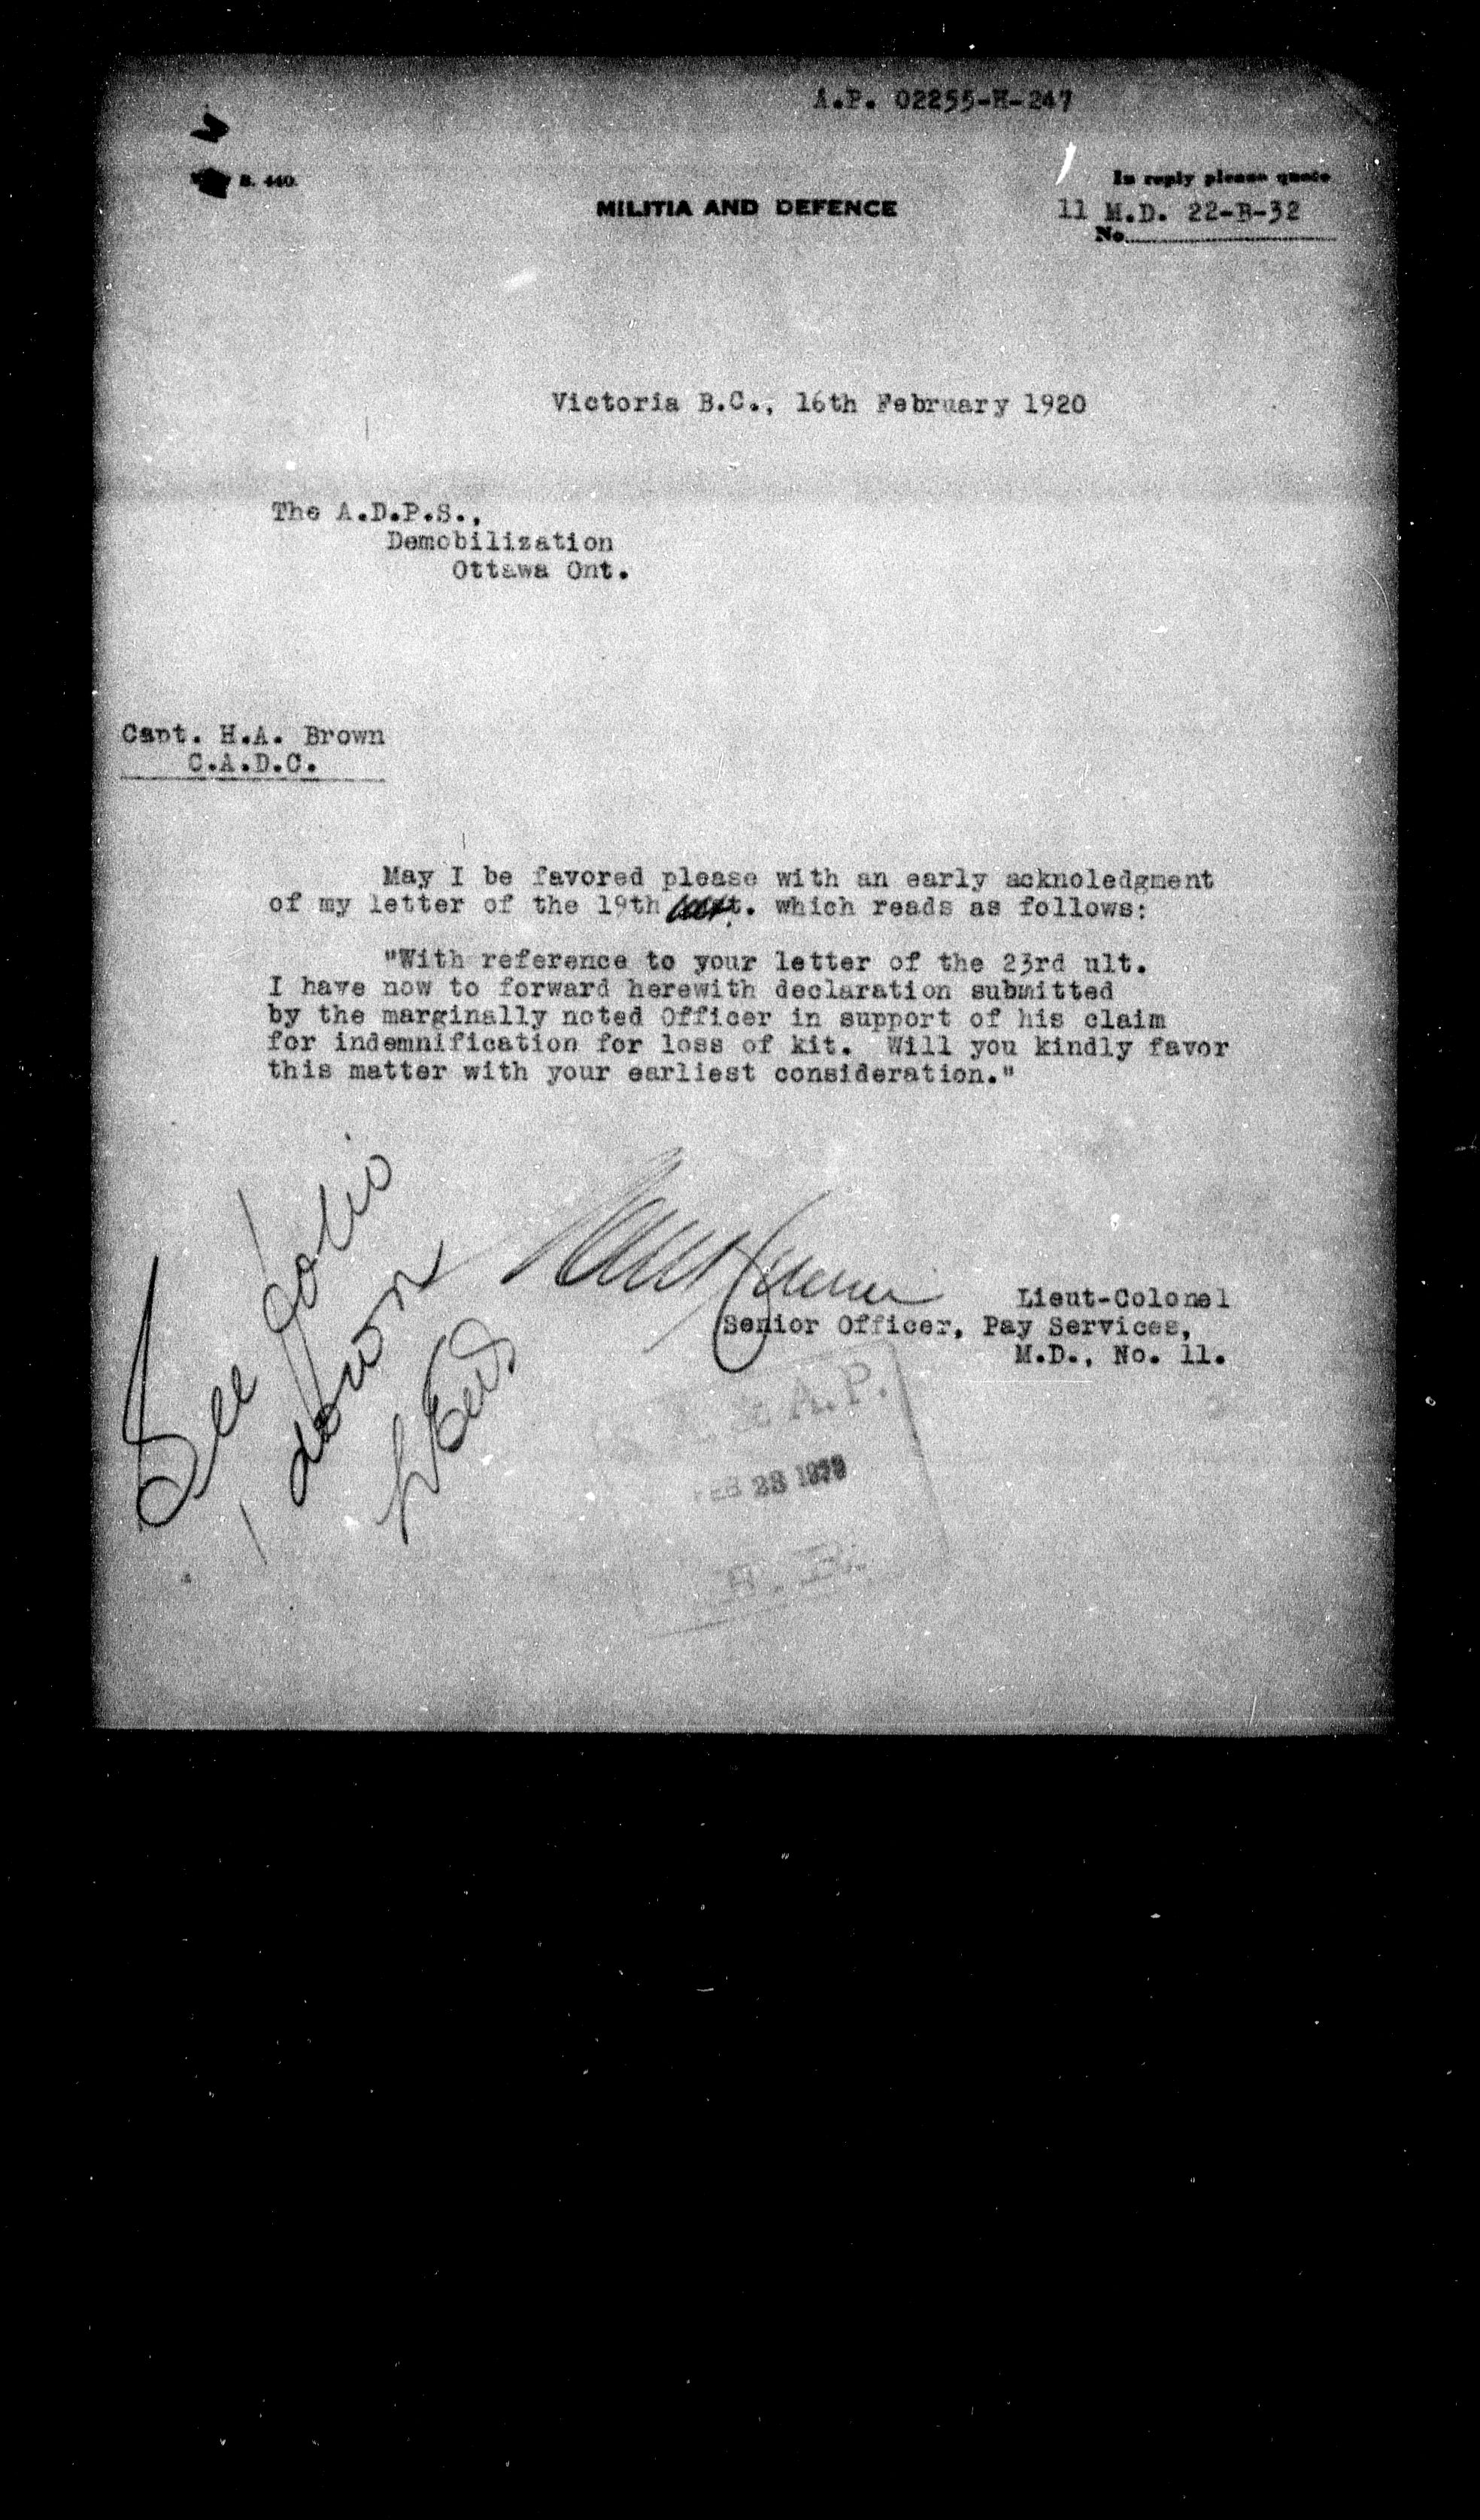 A.P. 02255-H-247
B. 440.
In reply please quote
MILITIA AND DEFENCE
11 M.D. 22-B-32
No.
Victoria B.C., 16th February 1920
The A.D.P.S.,
Demobilization
Ottawa Ont.
Capt. H.A. Brown
C.A.D.C.
May I be favored please with an early acknoledgment
of my letter of the 19th ult. which reads as follows:
"With reference to your letter of the 23rd ult.
I have now to forward herewith declaration submitted
by the marginally noted Officer in support of his claim
for indemnification for loss of kit. Will you kindly favor
this matter with your earliest consideration."
See folio
down
Lieut-Colonel
Senior Officer, Pay Services,
M.D., No. 11.
& A.P.
FEB 23 1920